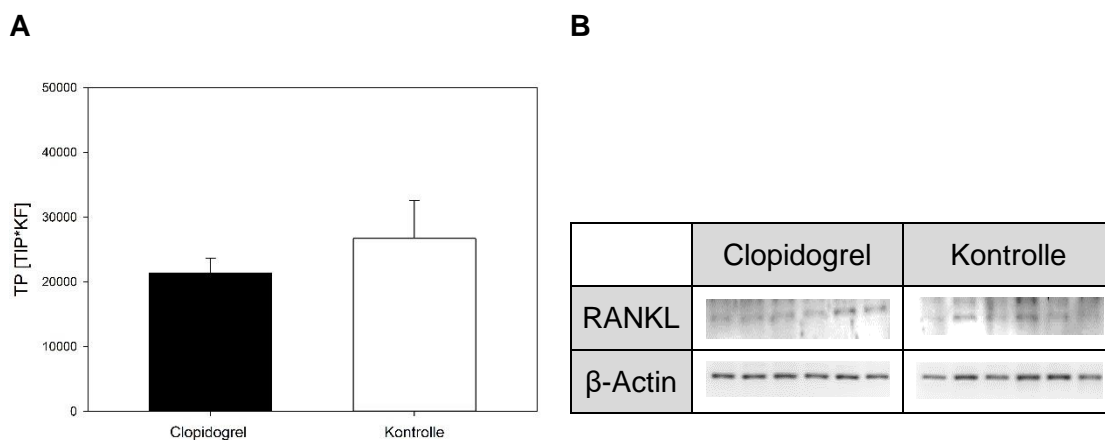 A
B
50000
40000
30000
20000
10000
0
TP [TIP*KF]
Clopidogrel
Kontrolle
Clopidogrel Kontrolle
RANKL
β-Actin